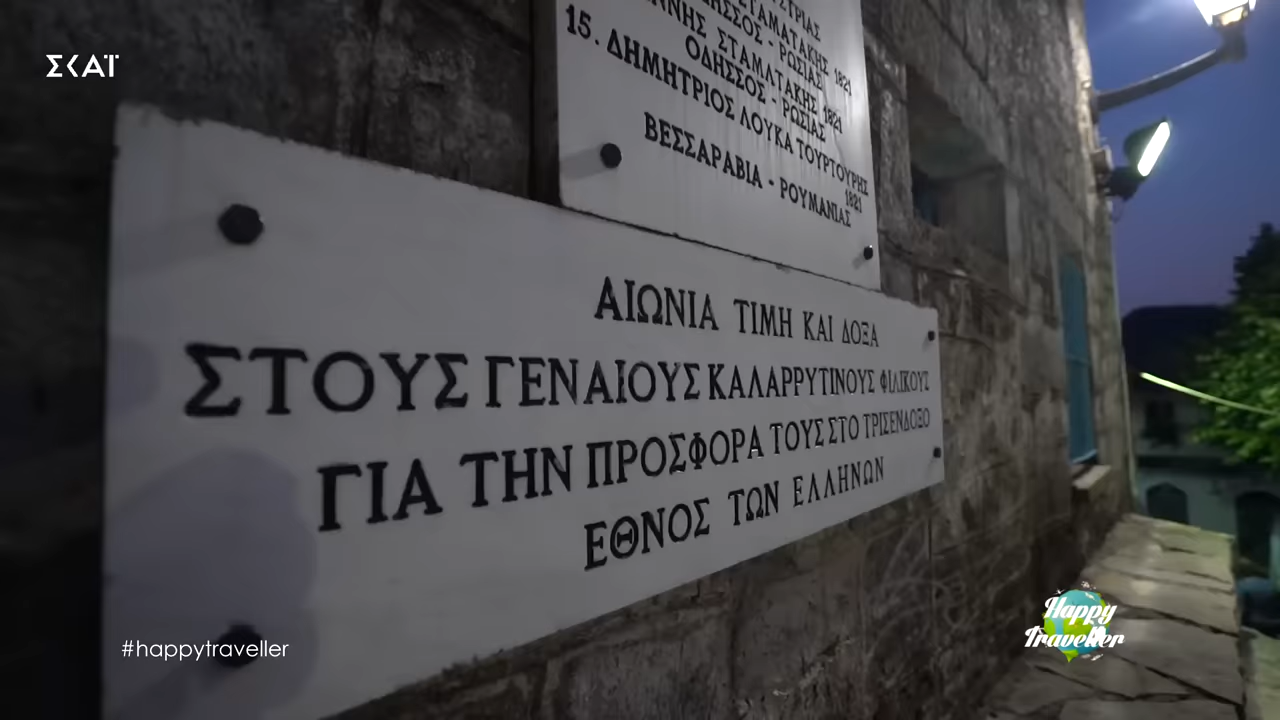 ΣΚΑΪ
ΣΤΑΜΑΤΑΚΗΣ 1821
ΟΔΗΣΣΟΣ - ΡΩΣΙΑΣ
ΣΤΑΜΑΤΑΚΗΣ 1821
ΟΔΗΣΣΟΣ - ΡΩΣΙΑΣ
15. ΔΗΜΗΤΡΙΟΣ ΛΟΥΚΑ ΤΟΥΡΤΟΥΡΗΣ
1821
ΒΕΣΣΑΡΑΒΙΑ - ΡΟΥΜΑΝΙΑΣ
ΑΙΩΝΙΑ ΤΙΜΗ ΚΑΙ ΔΟΞΑ
ΣΤΟΥΣ ΓΕΝΑΙΟΥΣ ΚΑΛΑΡΡΥΤΙΝΟΥΣ ΦΙΛΙΚΟΥΣ
ΓΙΑ ΤΗΝ ΠΡΟΣΦΟΡΑ ΤΟΥΣ ΣΤΟ ΤΡΙΣΕΝΔΟΞΟ
ΕΘΝΟΣ ΤΩΝ ΕΛΛΗΝΩΝ
#happytraveller
Happy
Traveller